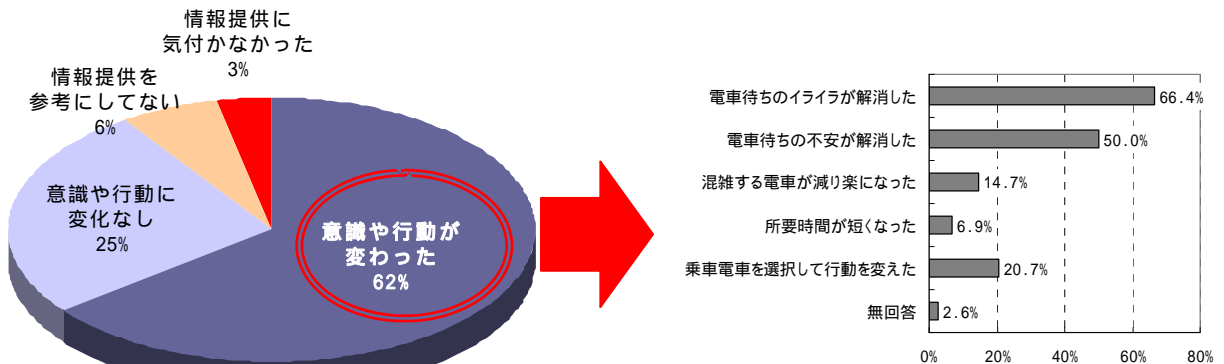 情報提供に
気付かなかった
3%
情報提供を
参考にしてない
6%
意識や行動に
変化なし
25%
意識や行動が
変わった
62%
電車待ちのイライラが解消した
66.4%
電車待ちの不安が解消した
50.0%
混雑する電車が減り楽になった
14.7%
所要時間が短くなった
6.9%
乗車電車を選択して行動を変えた
20.7%
無回答
2.6%
0% 20% 40% 60% 80%